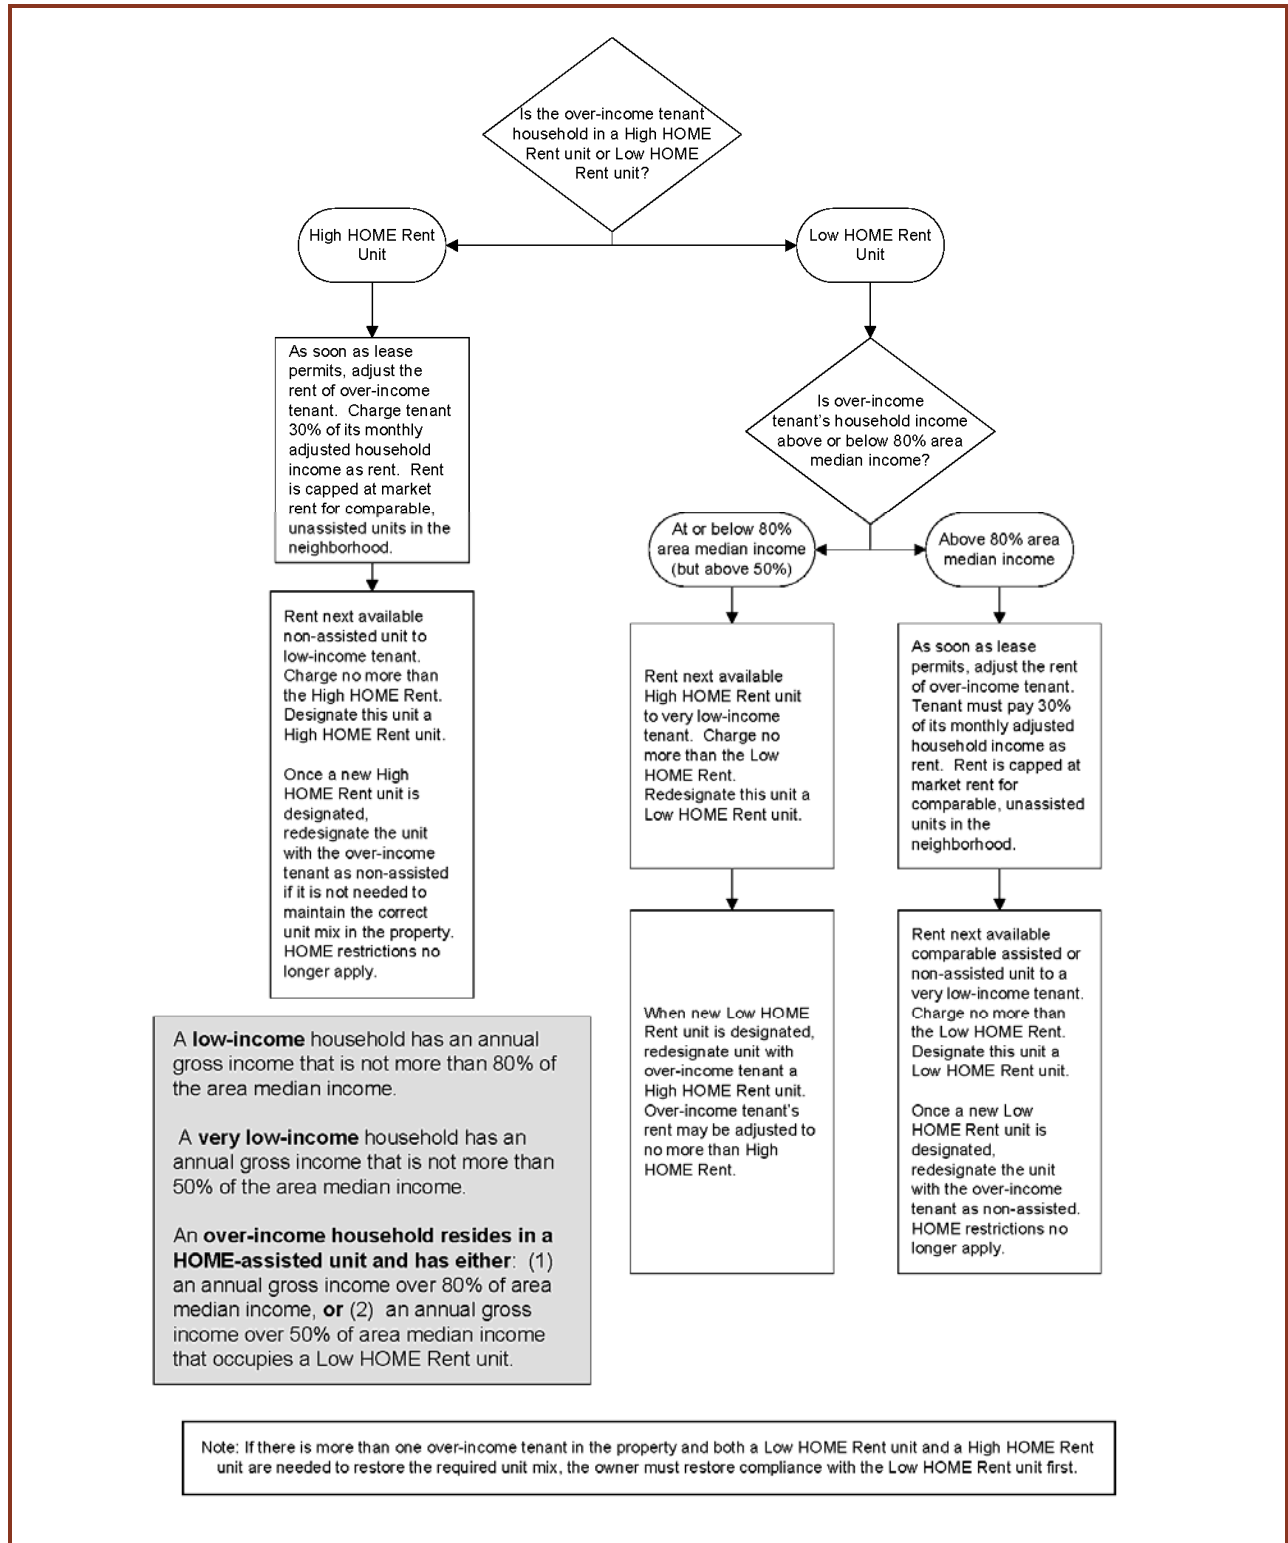 Is the over-income tenant
household in a High HOME
Rent unit or Low HOME
Rent unit?
High HOME Rent
Unit
Low HOME Rent
Unit
As soon as lease
permits, adjust the
rent of over-income
tenant.  Charge tenant
30% of its monthly
adjusted household
income as rent.  Rent
is capped at market
rent for comparable,
unassisted units in the
neighborhood.
Rent next available
non-assisted unit to
low-income tenant.
Charge no more than
the High HOME Rent.
Designate this unit a
High HOME Rent unit.
Once a new High
HOME Rent unit is
designated,
redesignate the unit
with the over-income
tenant as non-assisted
if it is not needed to
maintain the correct
unit mix in the property.
HOME restrictions no
longer apply.
Is over-income
tenant's household income
above or below 80% area
median income?
At or below 80%
area median income
(but above 50%)
Above 80% area
median income
Rent next available
High HOME Rent unit
to very low-income
tenant.  Charge no
more than the Low
HOME Rent.
Redesignate this unit a
Low HOME Rent unit.
When new Low HOME
Rent unit is designated,
redesignate unit with
over-income tenant a
High HOME Rent unit.
Over-income tenant's
rent may be adjusted to
no more than High
HOME Rent.
As soon as lease
permits, adjust the rent
of over-income tenant.
Tenant must pay 30%
of its monthly adjusted
household income as
rent.  Rent is capped at
market rent for
comparable, unassisted
units in the
neighborhood.
Rent next available
comparable assisted or
non-assisted unit to a
very low-income tenant.
Charge no more than
the Low HOME Rent.
Designate this unit a
Low HOME Rent unit.
Once a new Low
HOME Rent unit is
designated,
redesignate the unit
with the over-income
tenant as non-assisted.
HOME restrictions no
longer apply.
A low-income household has an annual
gross income that is not more than 80% of
the area median income.
A very low-income household has an
annual gross income that is not more than
50% of the area median income.
An over-income household resides in a
HOME-assisted unit and has either:  (1)
an annual gross income over 80% of area
median income, or (2)  an annual gross
income over 50% of area median income
that occupies a Low HOME Rent unit.
Note: If there is more than one over-income tenant in the property and both a Low HOME Rent unit and a High HOME Rent
unit are needed to restore the required unit mix, the owner must restore compliance with the Low HOME Rent unit first.